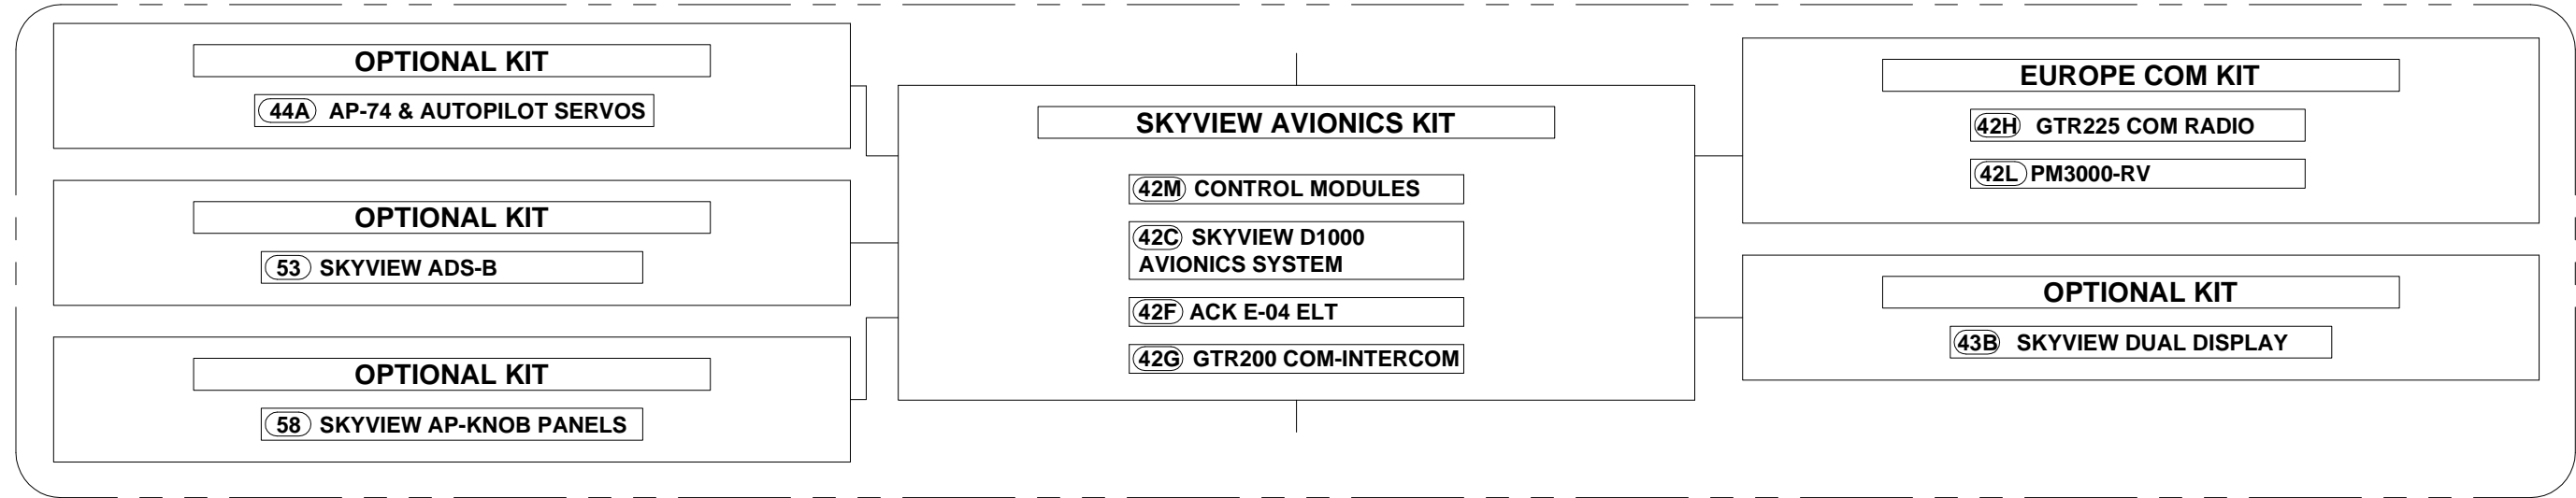 OPTIONAL KIT
44A AP-74 & AUTOPILOT SERVOS
OPTIONAL KIT
53 SKYVIEW ADS-B
OPTIONAL KIT
58 SKYVIEW AP-KNOB PANELS
SKYVIEW AVIONICS KIT
42M CONTROL MODULES
42C SKYVIEW D1000
AVIONICS SYSTEM
42F ACK E-04 ELT
42G GTR200 COM-INTERCOM
EUROPE COM KIT
42H GTR225 COM RADIO
42L PM3000-RV
OPTIONAL KIT
43B SKYVIEW DUAL DISPLAY